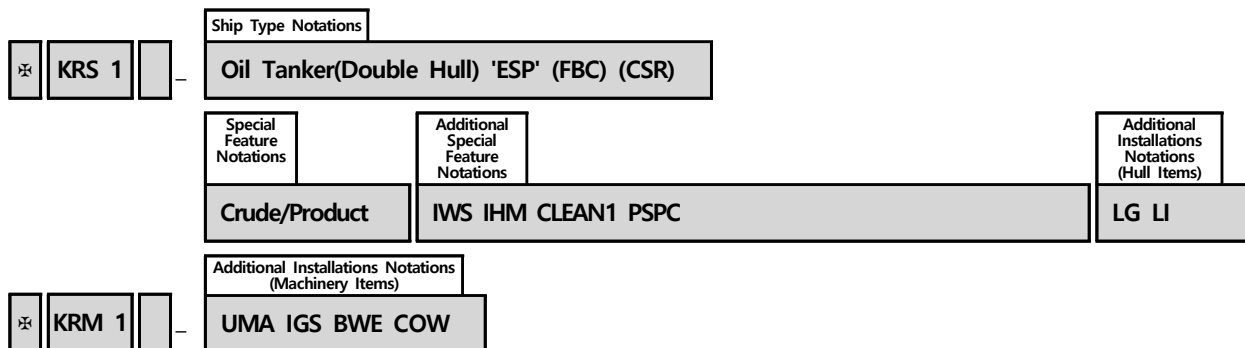 Ship Type Notations
✠ KRS 1 _ Oil Tanker(Double Hull) 'ESP' (FBC) (CSR)
Special
Feature
Notations
Additional
Special
Feature
Notations
Additional
Installations
Notations
(Hull Items)
Crude/Product IWS IHM CLEAN1 PSPC LG LI
Additional Installations Notations
(Machinery Items)
✠ KRM 1 _ UMA IGS BWE COW